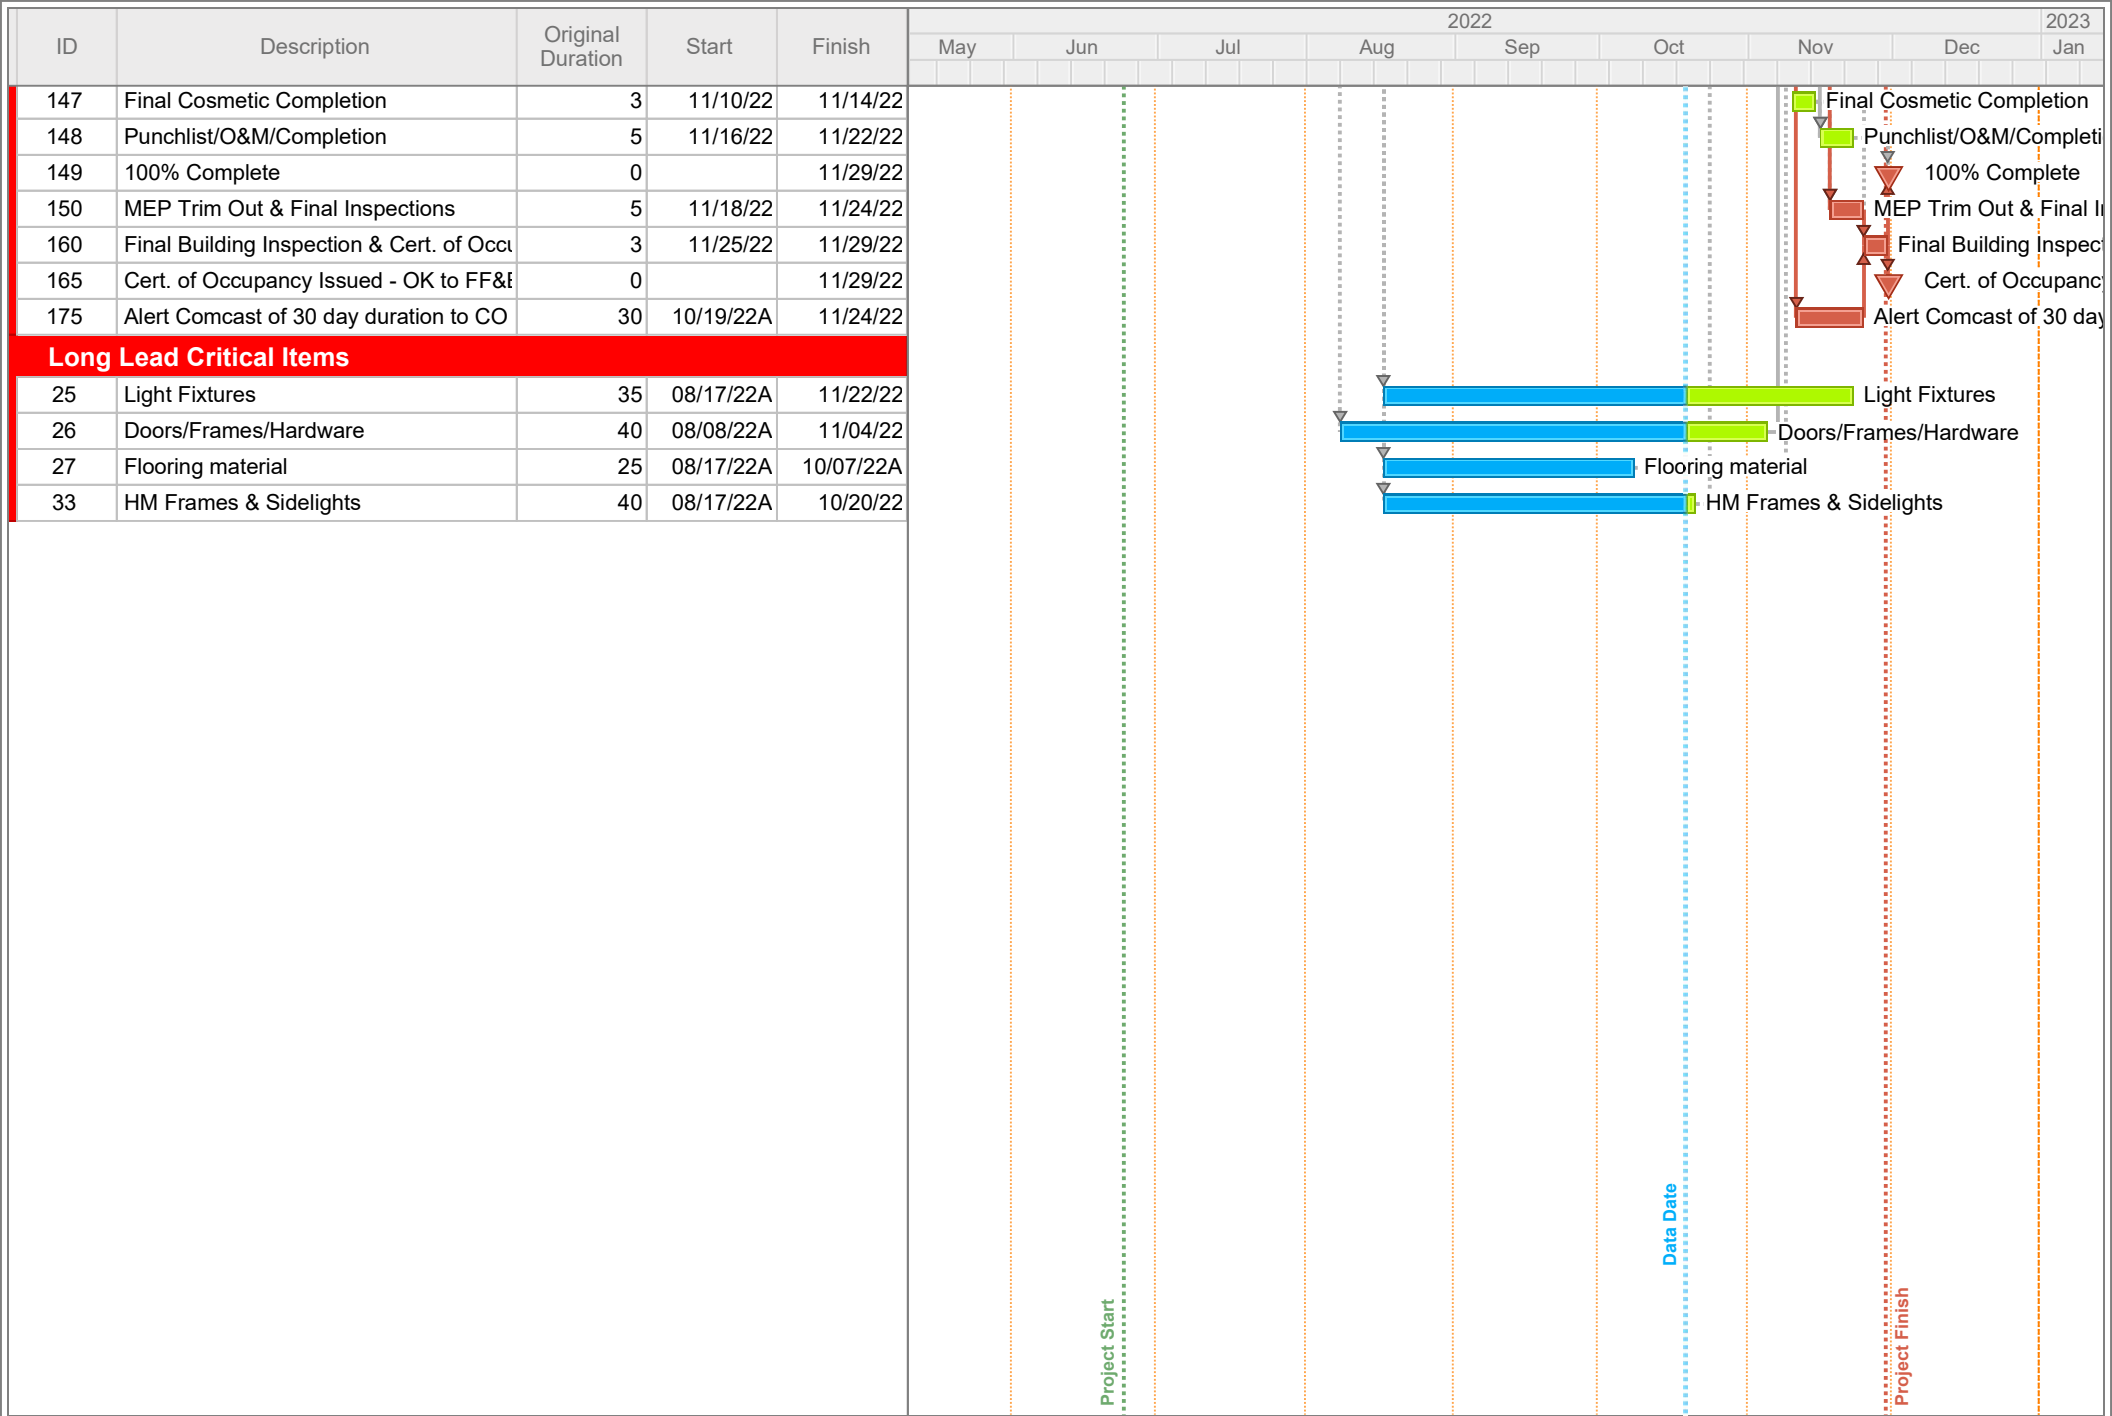 2022 2023
ID Description Original Duration Start Finish May Jun Jul Aug Sep Oct Nov Dec Jan
147 Final Cosmetic Completion 3 11/10/22 11/14/22 Final Cosmetic Completion
148 Punchlist/O&M/Completion 5 11/16/22 11/22/22 Punchlist/O&M/Completi
149 100% Complete 0 11/29/22 100% Complete
150 MEP Trim Out & Final Inspections 5 11/18/22 11/24/22 MEP Trim Out & Final I
160 Final Building Inspection & Cert. of Occu 3 11/25/22 11/29/22 Final Building Inspec
165 Cert. of Occupancy Issued - OK to FF&E 0 11/29/22 Cert. of Occupancy
175 Alert Comcast of 30 day duration to CO 30 10/19/22A 11/24/22 Alert Comcast of 30 day
Long Lead Critical Items
25 Light Fixtures 35 08/17/22A 11/22/22 Light Fixtures
26 Doors/Frames/Hardware 40 08/08/22A 11/04/22 Doors/Frames/Hardware
27 Flooring material 25 08/17/22A 10/07/22A Flooring material
33 HM Frames & Sidelights 40 08/17/22A 10/20/22 HM Frames & Sidelights
Data Date
Project Start
Project Finish